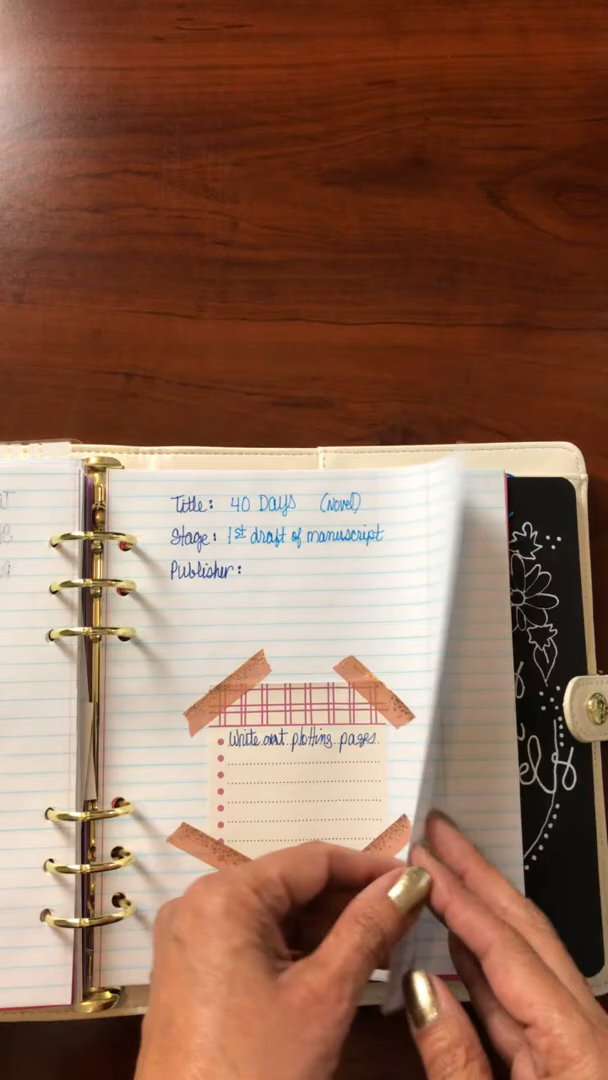 Title: 40 Days (Novel)
Stage: 1st draft of manuscript
Publisher:
Write out plotting pages.